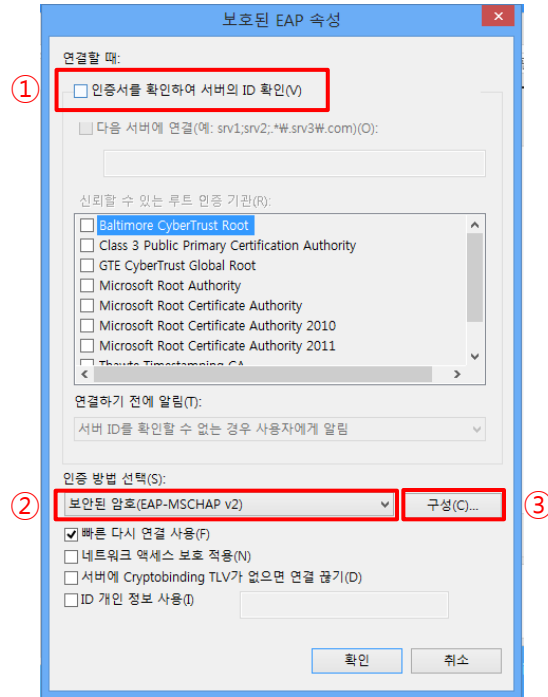 보호된 EAP 속성
연결할 때:
①
인증서를 확인하여 서버의 ID 확인(V)
다음 서버에 연결(예: srv1;srv2;.*₩.srv3₩.com)(O):
신뢰할 수 있는 루트 인증 기관(R):
Baltimore CyberTrust Root
Class 3 Public Primary Certification Authority
GTE CyberTrust Global Root
Microsoft Root Authority
Microsoft Root Certificate Authority
Microsoft Root Certificate Authority 2010
Microsoft Root Certificate Authority 2011
Thawte Timestamping CA
연결하기 전에 알림(T):
서버 ID를 확인할 수 없는 경우 사용자에게 알림
인증 방법 선택(S):
②
보안된 암호(EAP-MSCHAP v2)
구성(C)...
③
빠른 다시 연결 사용(F)
네트워크 액세스 보호 적용(N)
서버에 Cryptobinding TLV가 없으면 연결 끊기(D)
ID 개인 정보 사용(I)
확인
취소